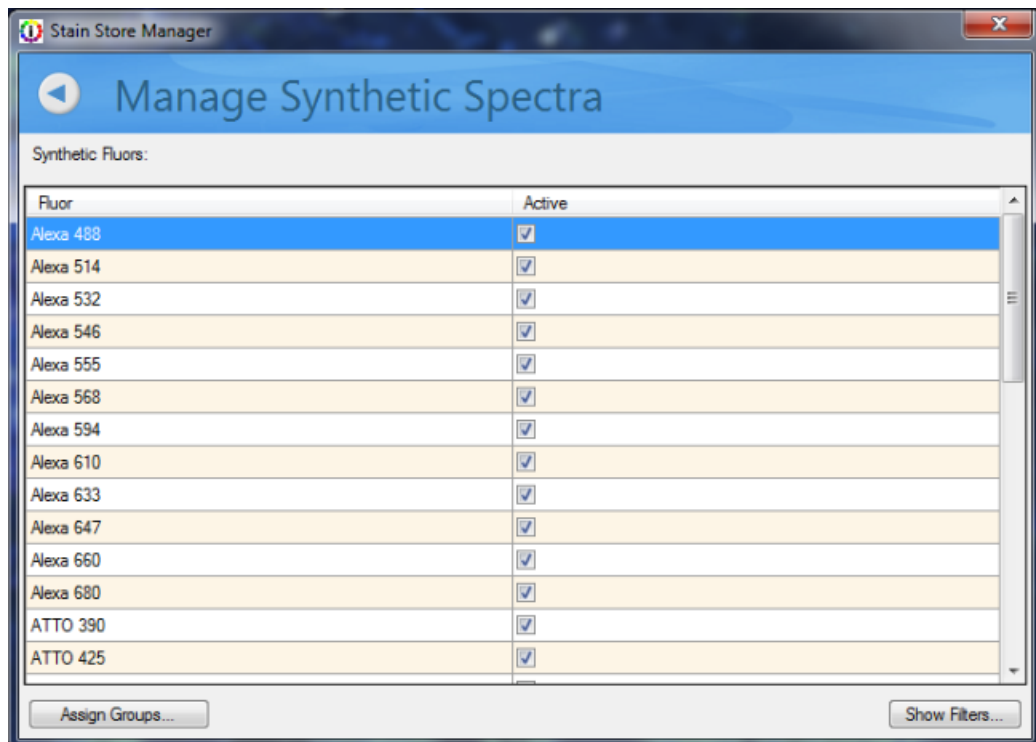 Stain Store Manager
Manage Synthetic Spectra
Synthetic Fluors:
Fluor Active
Alexa 488
Alexa 514
Alexa 532
Alexa 546
Alexa 555
Alexa 568
Alexa 594
Alexa 610
Alexa 633
Alexa 647
Alexa 660
Alexa 680
ATTO 390
ATTO 425
Assign Groups... Show Filters...